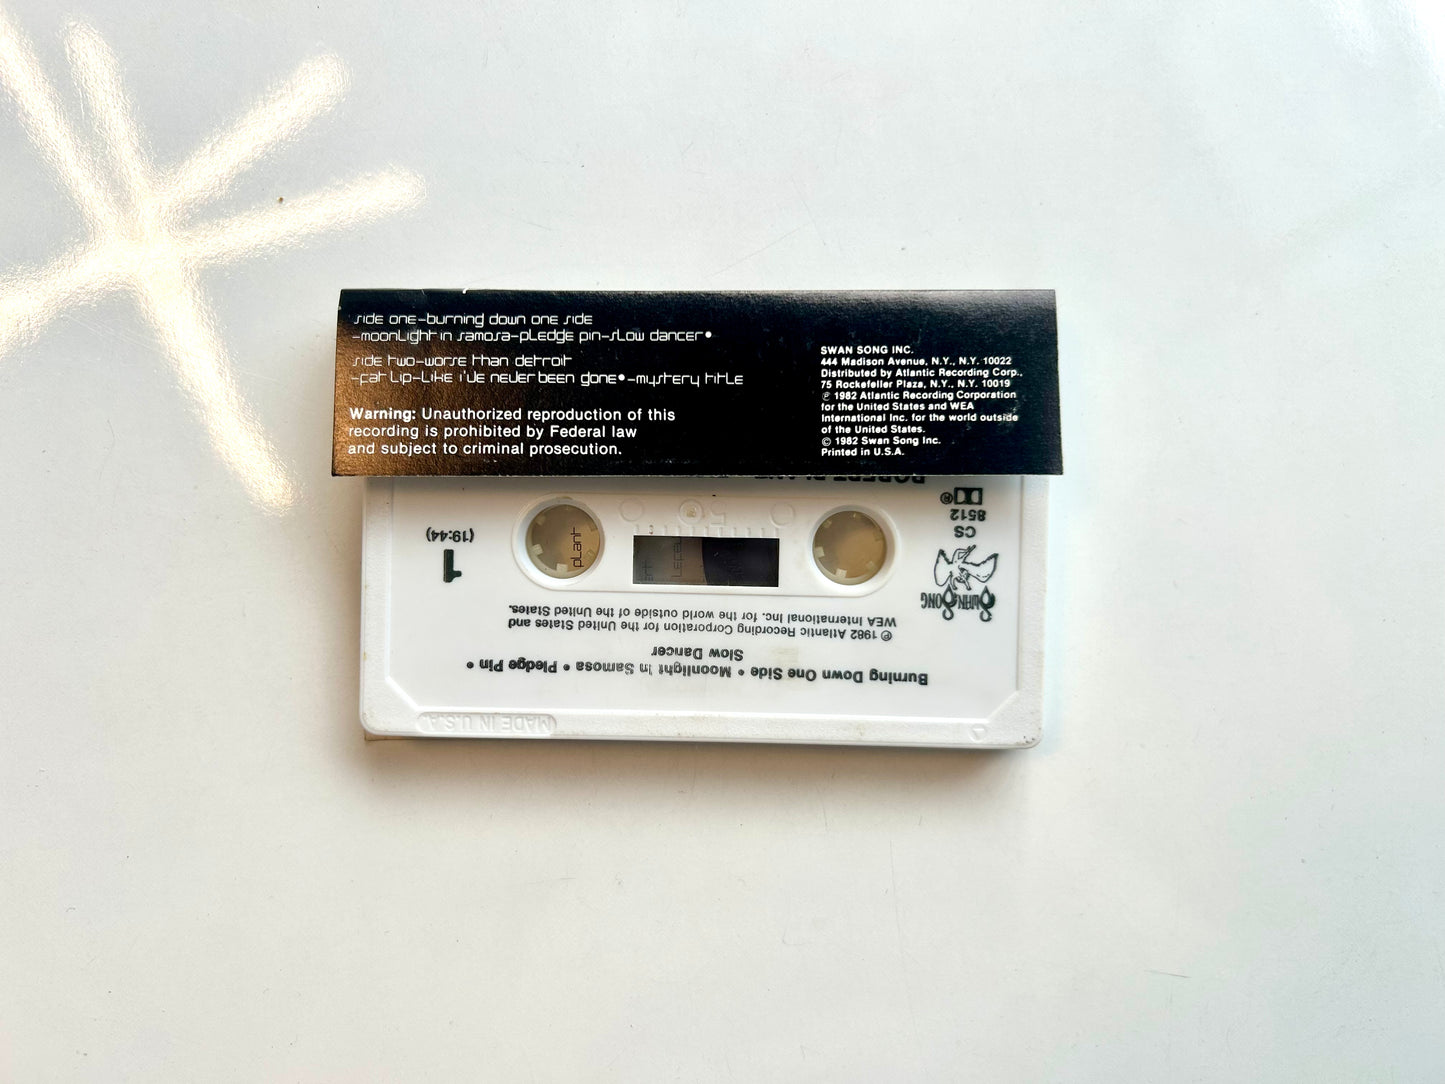 side one-burning down one side
-moonlight in samosa-pledge pin-slow dancer•
side two-worse than detroit
-fat lip-like i've never been gone•-mystery title
Warning: Unauthorized reproduction of this
recording is prohibited by Federal law
and subject to criminal prosecution.
SWAN SONG INC.
444 Madison Avenue, N.Y., N.Y. 10022
Distributed by Atlantic Recording Corp.,
75 Rockefeller Plaza, N.Y., N.Y. 10019
℗ 1982 Atlantic Recording Corporation
for the United States and WEA
International Inc. for the world outside
of the United States.
© 1982 Swan Song Inc.
Printed in U.S.A.
ROBERT PLANT
®
CS
8512
1
(19:44)
plant
50
SWAN SONG
℗ 1982 Atlantic Recording Corporation for the United States and
WEA International Inc. for the world outside of the United States.
Burning Down One Side • Moonlight In Samosa • Pledge Pin •
Slow Dancer
MADE IN U.S.A.